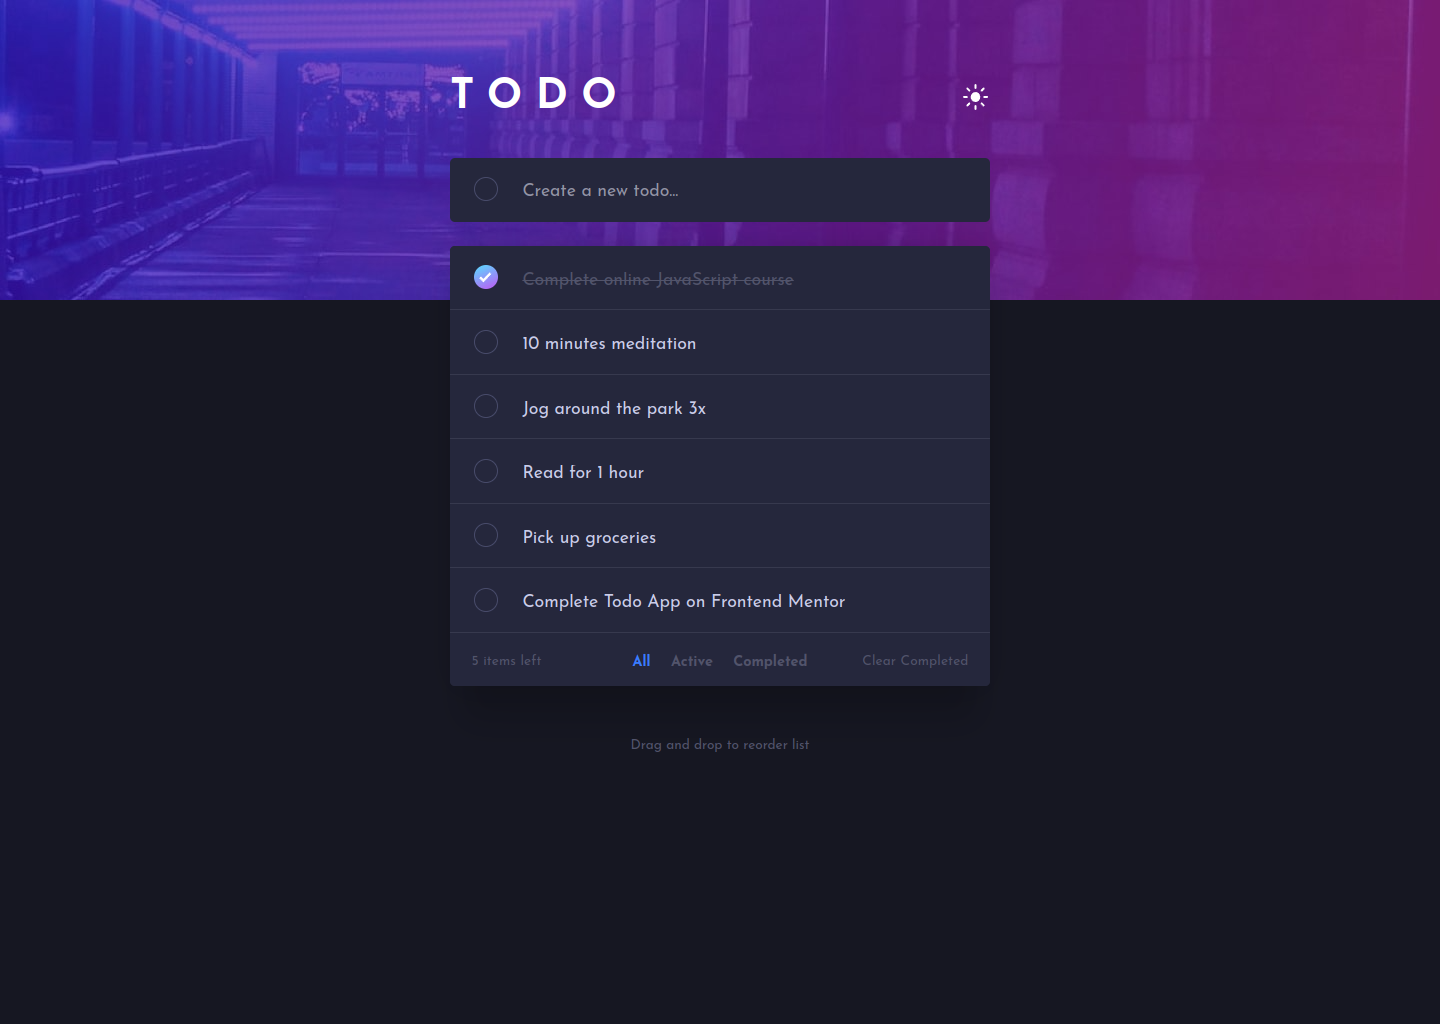 TODO
Create a new todo...
Complete online JavaScript course
10 minutes meditation
Jog around the park 3x
Read for 1 hour
Pick up groceries
Complete Todo App on Frontend Mentor
5 items left All Active Completed Clear Completed
Drag and drop to reorder list